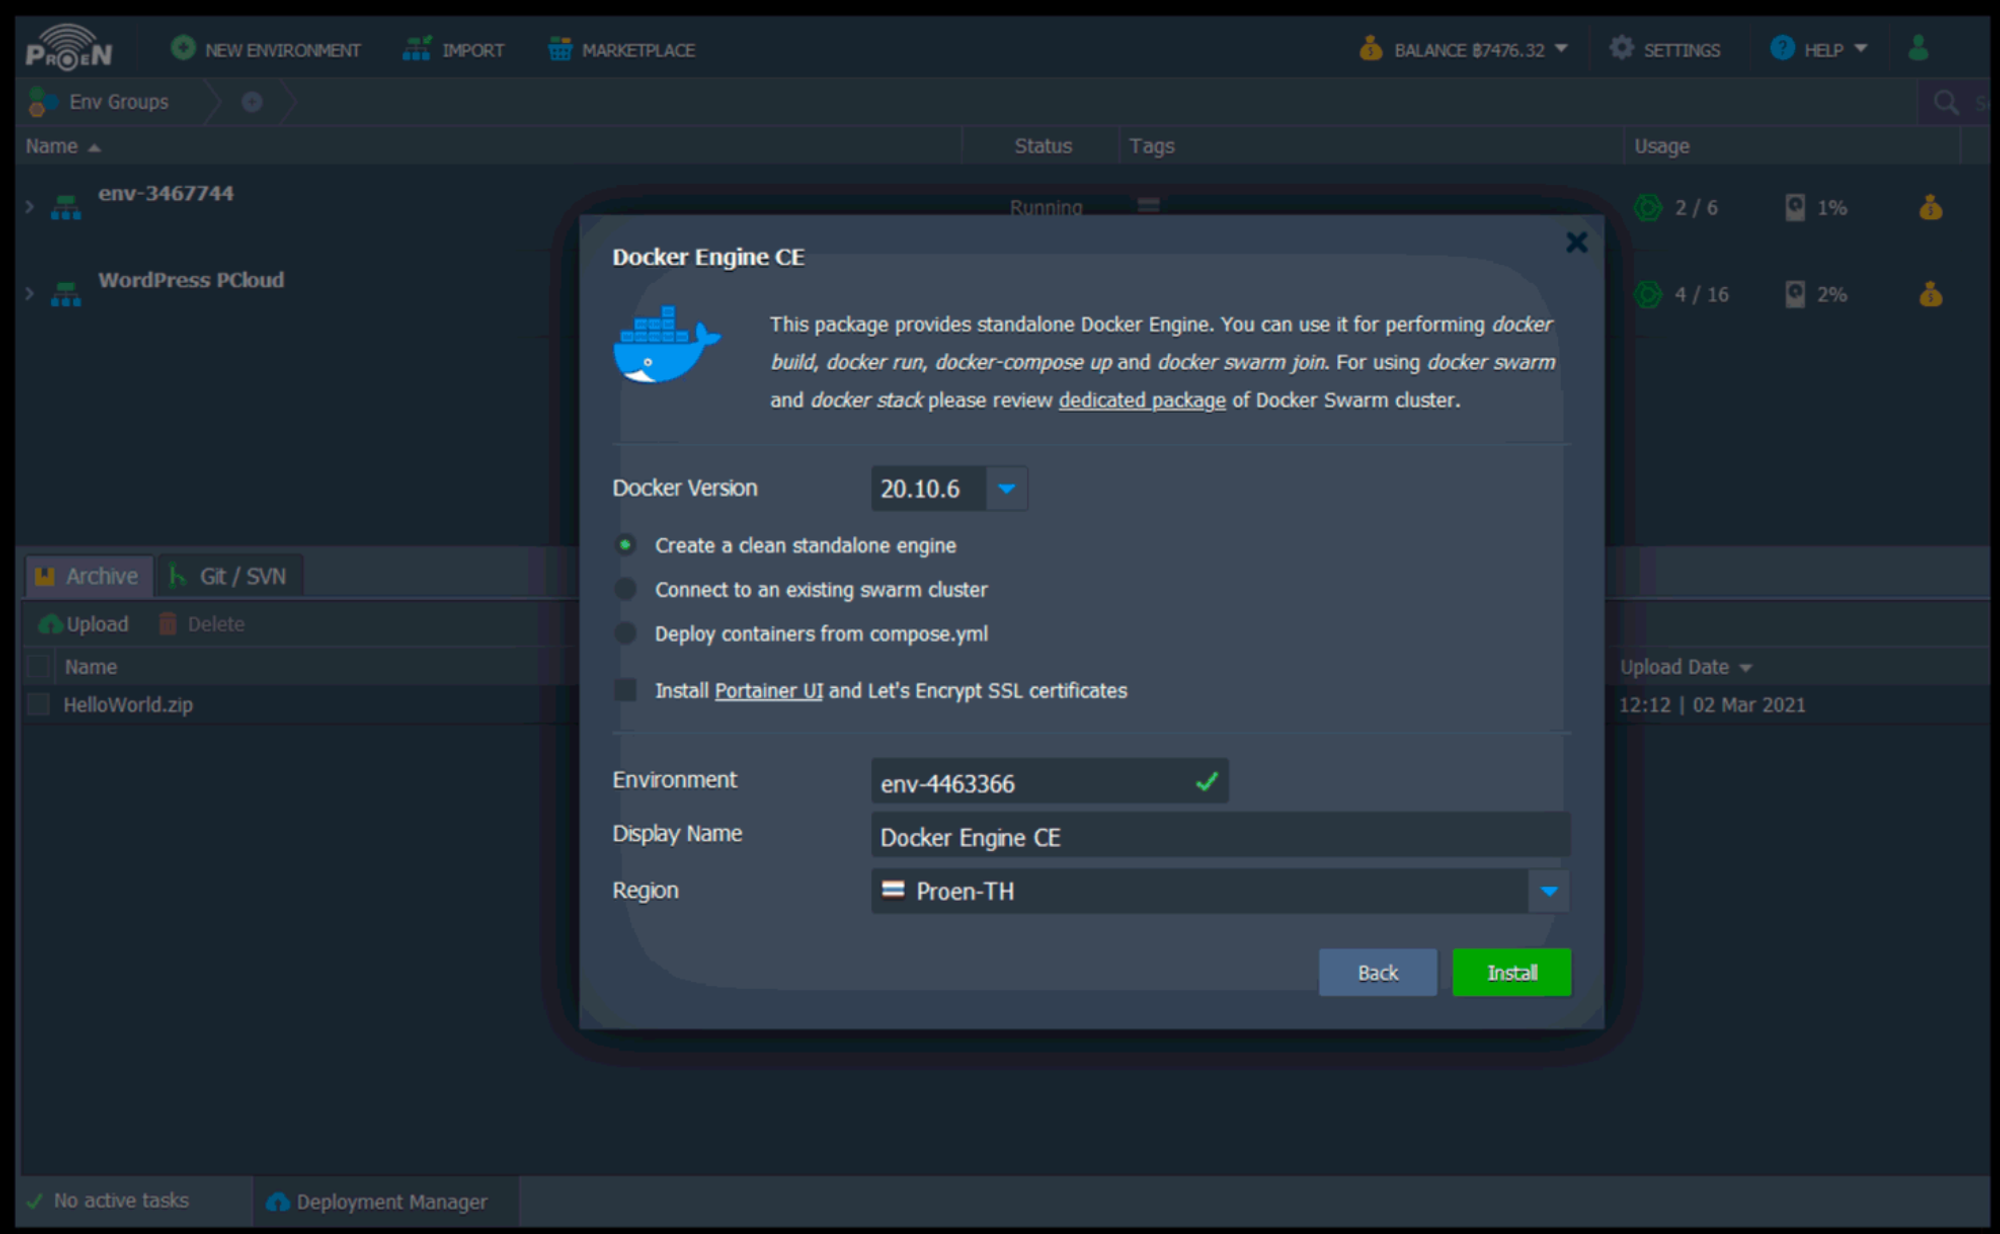 PROEN
NEW ENVIRONMENT
IMPORT
MARKETPLACE
BALANCE ฿7476.32
SETTINGS
HELP
Env Groups
Name
Status
Tags
Usage
env-3467744
Running
2 / 6
1%
WordPress PCloud
4 / 16
2%
Docker Engine CE
This package provides standalone Docker Engine. You can use it for performing docker
build, docker run, docker-compose up and docker swarm join. For using docker swarm
and docker stack please review dedicated package of Docker Swarm cluster.
Docker Version
20.10.6
Create a clean standalone engine
Connect to an existing swarm cluster
Deploy containers from compose.yml
Install Portainer UI and Let's Encrypt SSL certificates
Environment
env-4463366
Display Name
Docker Engine CE
Region
Proen-TH
Back
Install
Archive
Git / SVN
Upload
Delete
Name
Upload Date
HelloWorld.zip
12:12 | 02 Mar 2021
No active tasks
Deployment Manager